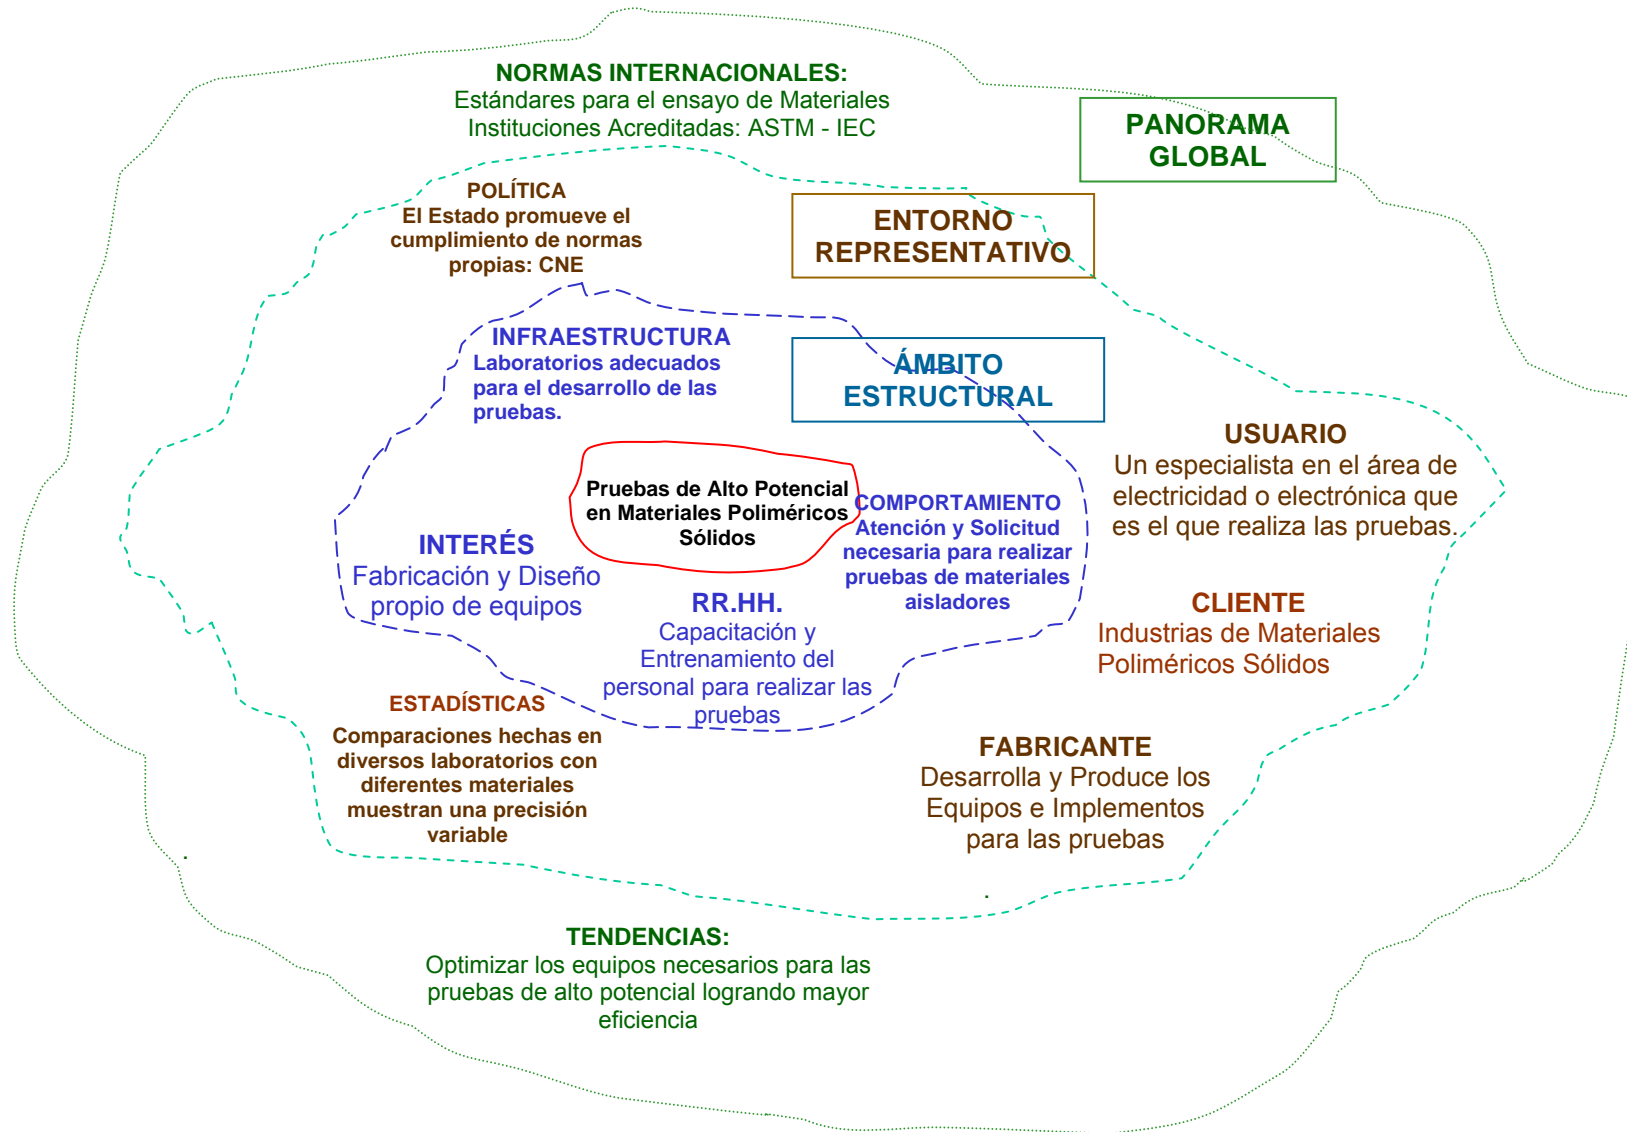 NORMAS INTERNACIONALES:
Estándares para el ensayo de Materiales
Instituciones Acreditadas: ASTM - IEC
PANORAMA
GLOBAL
POLÍTICA
El Estado promueve el
cumplimiento de normas
propias: CNE
ENTORNO
REPRESENTATIVO
INFRAESTRUCTURA
Laboratorios adecuados
para el desarrollo de las
pruebas.
ÁMBITO
ESTRUCTURAL
USUARIO
Un especialista en el área de
electricidad o electrónica que
es el que realiza las pruebas.
Pruebas de Alto Potencial
en Materiales Poliméricos
Sólidos
COMPORTAMIENTO
Atención y Solicitud
necesaria para realizar
pruebas de materiales
aisladores
INTERÉS
Fabricación y Diseño
propio de equipos
RR.HH.
Capacitación y
Entrenamiento del
personal para realizar las
pruebas
CLIENTE
Industrias de Materiales
Poliméricos Sólidos
ESTADÍSTICAS
Comparaciones hechas en
diversos laboratorios con
diferentes materiales
muestran una precisión
variable
FABRICANTE
Desarrolla y Produce los
Equipos e Implementos
para las pruebas
TENDENCIAS:
Optimizar los equipos necesarios para las
pruebas de alto potencial logrando mayor
eficiencia